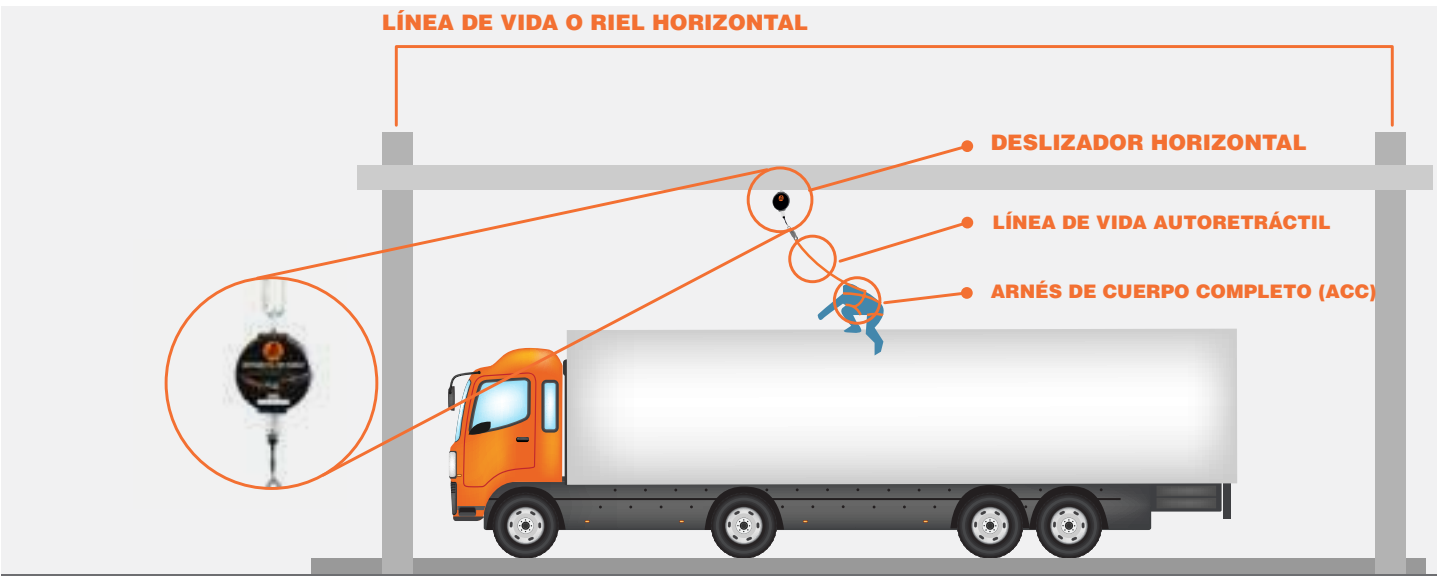 LÍNEA DE VIDA O RIEL HORIZONTAL
DESLIZADOR HORIZONTAL
LÍNEA DE VIDA AUTORETRÁCTIL
ARNÉS DE CUERPO COMPLETO (ACC)